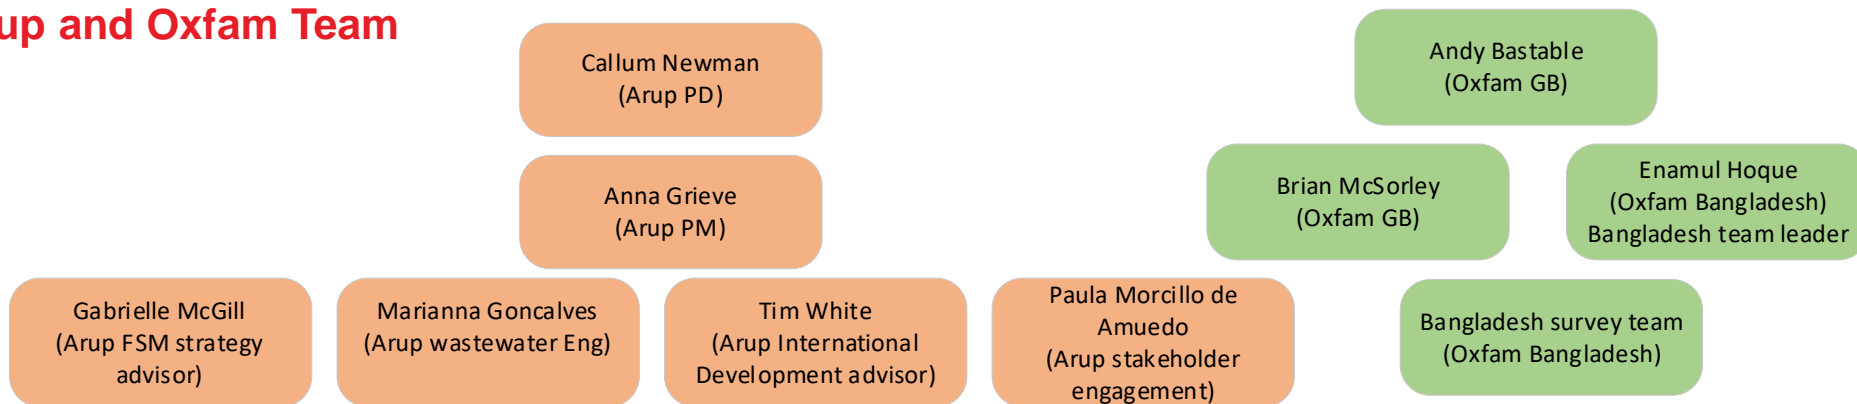 up and Oxfam Team
Callum Newman
(Arup PD)
Andy Bastable
(Oxfam GB)
Anna Grieve
(Arup PM)
Brian McSorley
(Oxfam GB)
Enamul Hoque
(Oxfam Bangladesh)
Bangladesh team leader
Gabrielle McGill
(Arup FSM strategy
advisor)
Marianna Goncalves
(Arup wastewater Eng)
Tim White
(Arup International
Development advisor)
Paula Morcillo de
Amuedo
(Arup stakeholder
engagement)
Bangladesh survey team
(Oxfam Bangladesh)